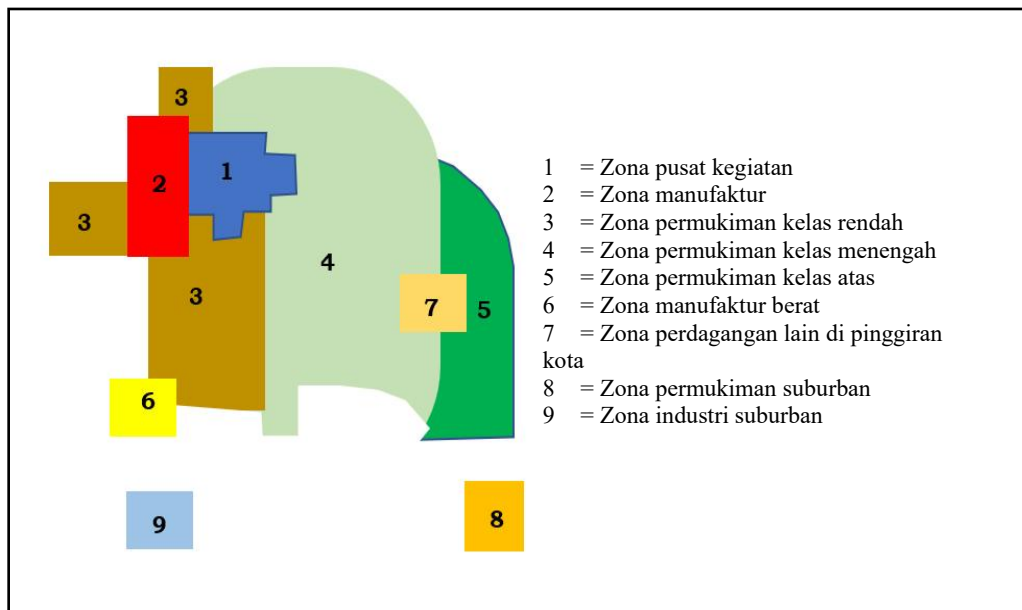 3
2
1
3
3
4
7
5
6
9
8
1 = Zona pusat kegiatan
2 = Zona manufaktur
3 = Zona permukiman kelas rendah
4 = Zona permukiman kelas menengah
5 = Zona permukiman kelas atas
6 = Zona manufaktur berat
7 = Zona perdagangan lain di pinggiran
kota
8 = Zona permukiman suburban
9 = Zona industri suburban